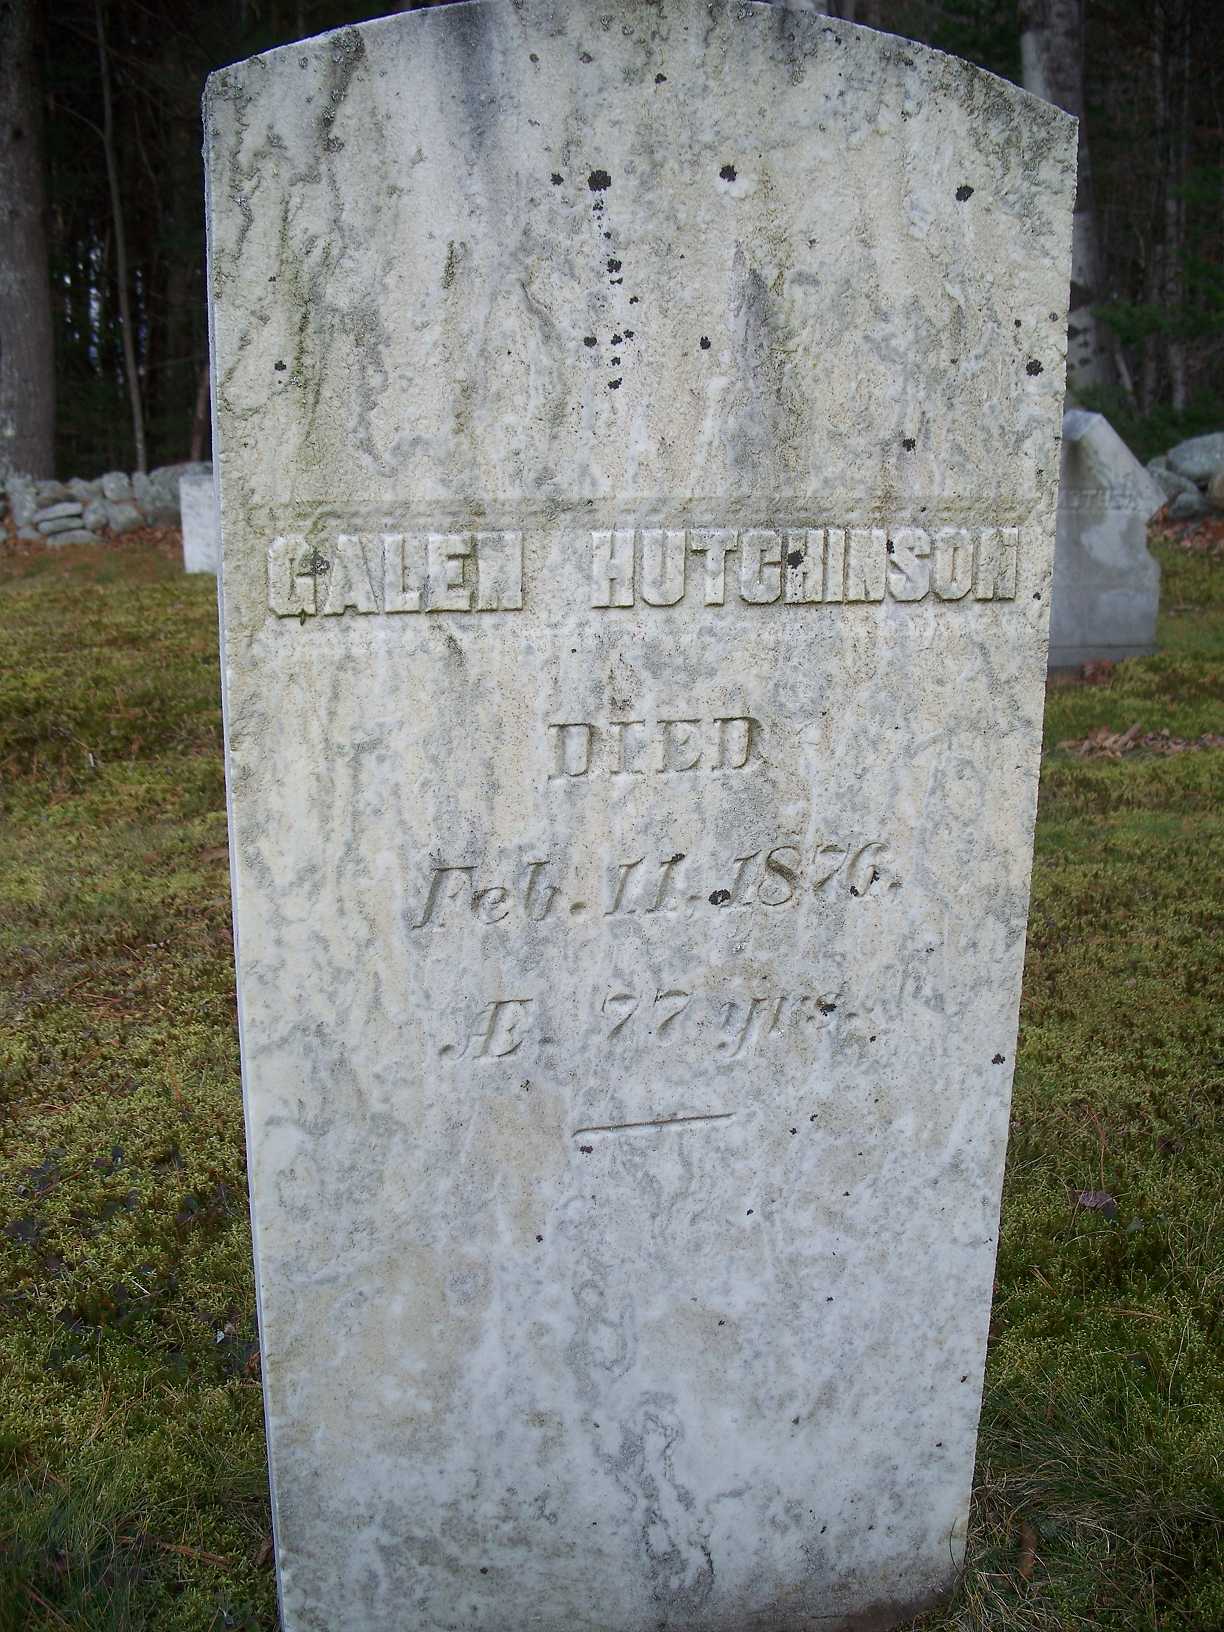 GALEN HUTCHINSON
DIED
Feb. 11. 1876.
Æ. 77 yrs.